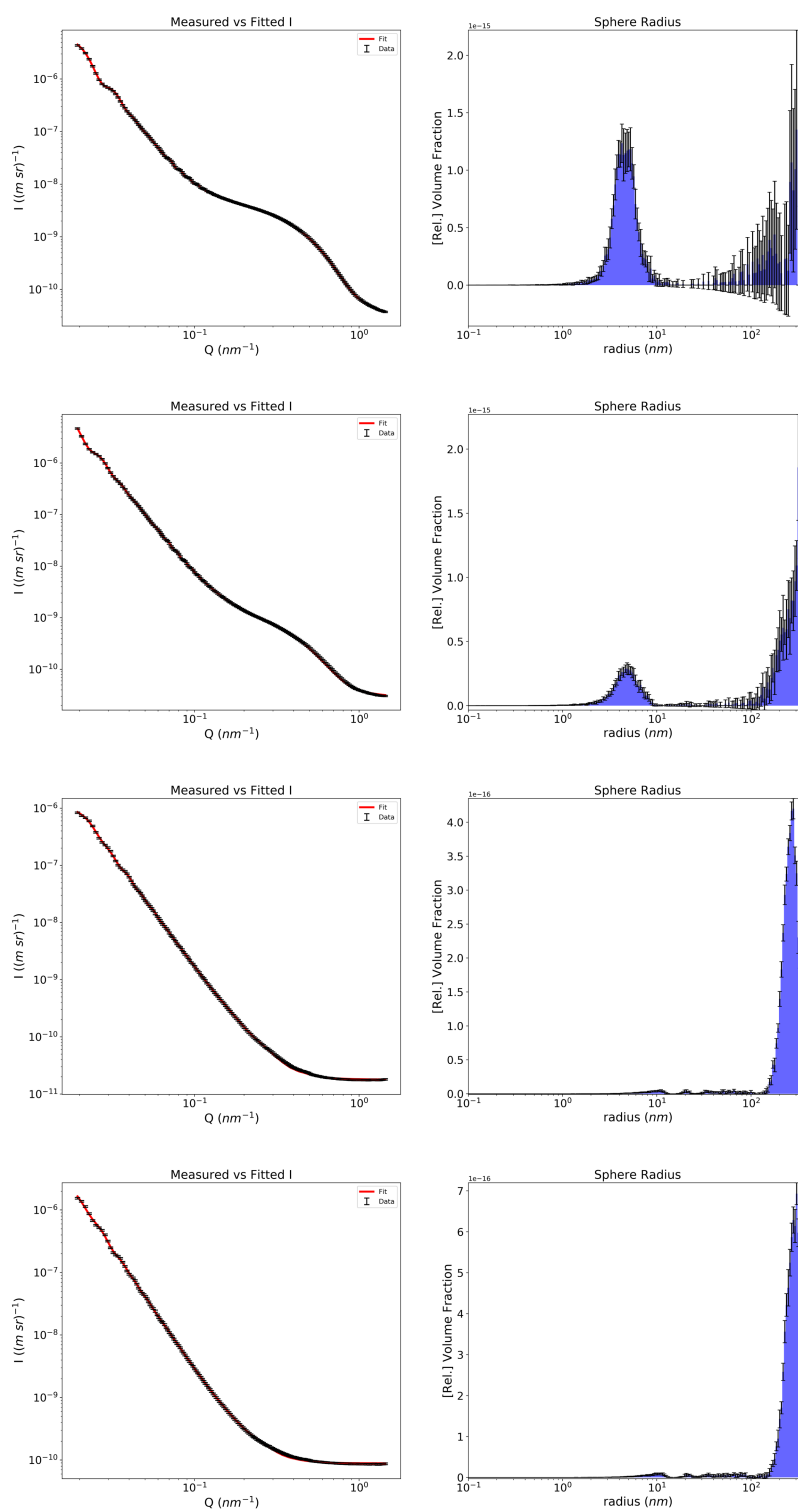 Measured vs Fitted I
Fit
Data
I ((m sr)⁻¹)
10⁻⁶
10⁻⁷
10⁻⁸
10⁻⁹
10⁻¹⁰
10⁻¹
10⁰
Q (nm⁻¹)
Sphere Radius
1e−15
[Rel.] Volume Fraction
2.0
1.5
1.0
0.5
0.0
10⁻¹
10⁰
10¹
10²
radius (nm)
Measured vs Fitted I
Fit
Data
I ((m sr)⁻¹)
10⁻⁶
10⁻⁷
10⁻⁸
10⁻⁹
10⁻¹⁰
10⁻¹
10⁰
Q (nm⁻¹)
Sphere Radius
1e−15
[Rel.] Volume Fraction
2.0
1.5
1.0
0.5
0.0
10⁻¹
10⁰
10¹
10²
radius (nm)
Measured vs Fitted I
Fit
Data
I ((m sr)⁻¹)
10⁻⁶
10⁻⁷
10⁻⁸
10⁻⁹
10⁻¹⁰
10⁻¹¹
10⁻¹
10⁰
Q (nm⁻¹)
Sphere Radius
1e−16
[Rel.] Volume Fraction
4.0
3.5
3.0
2.5
2.0
1.5
1.0
0.5
0.0
10⁻¹
10⁰
10¹
10²
radius (nm)
Measured vs Fitted I
Fit
Data
I ((m sr)⁻¹)
10⁻⁶
10⁻⁷
10⁻⁸
10⁻⁹
10⁻¹⁰
10⁻¹
10⁰
Q (nm⁻¹)
Sphere Radius
1e−16
[Rel.] Volume Fraction
7
6
5
4
3
2
1
0
10⁻¹
10⁰
10¹
10²
radius (nm)